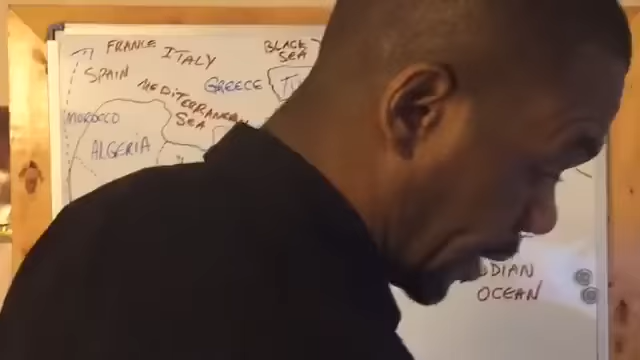 FRANCE
ITALY
BLACK
SEA
SPAIN
GREECE
MEDITERRANEAN
SEA
MOROCCO
ALGERIA
OCEAN